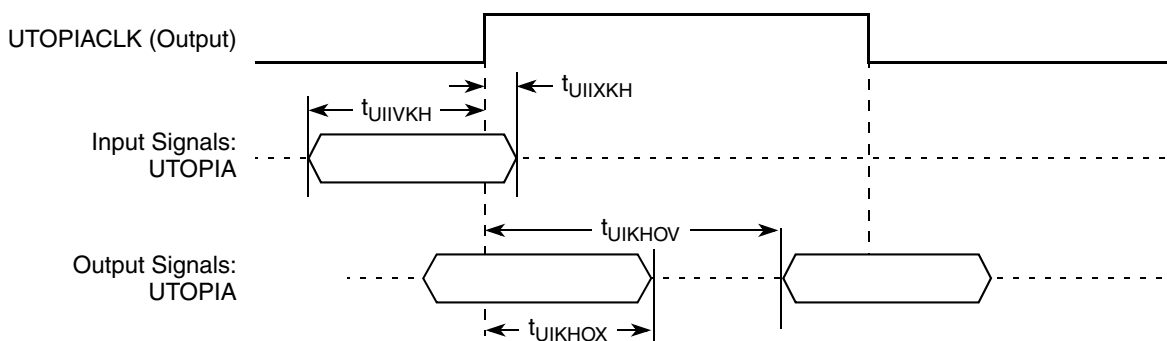 UTOPIACLK (Output)
tUIIXKH
tUIIVKH
Input Signals:
UTOPIA
tUIKHOV
Output Signals:
UTOPIA
tUIKHOX